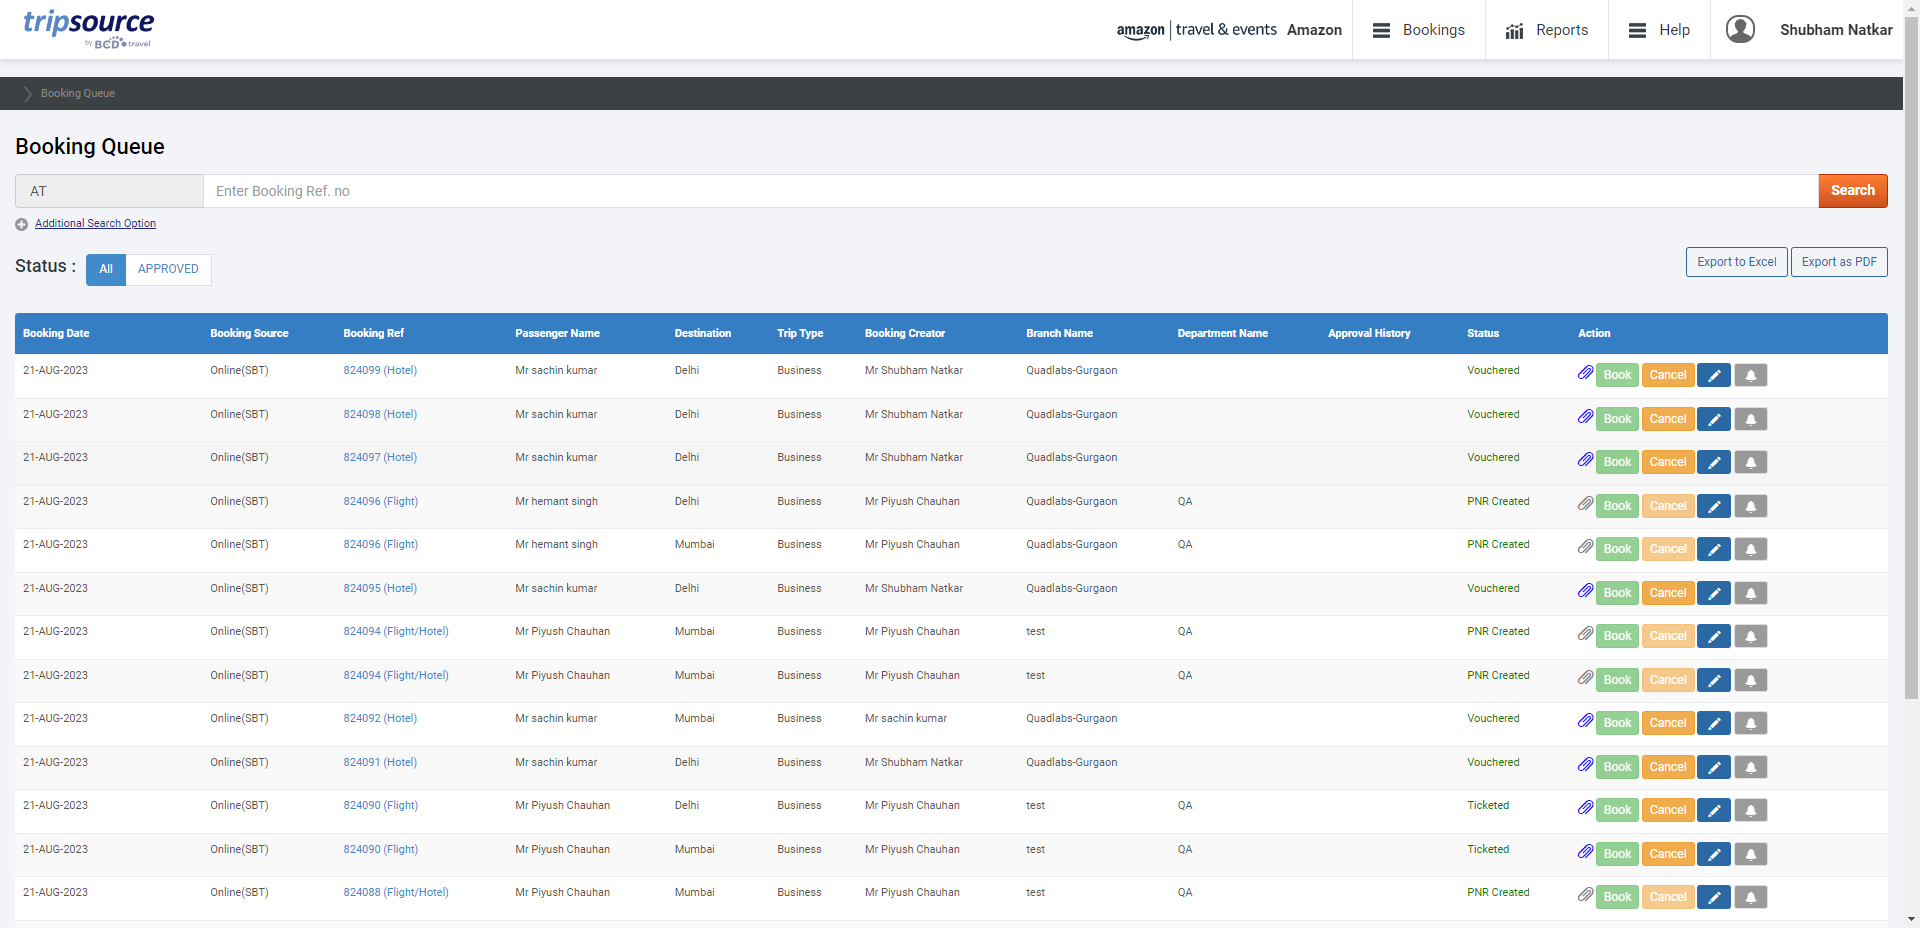 tripsource
by BCD travel
amazon | travel & events Amazon Bookings Reports Help Shubham Natkar
Booking Queue
Booking Queue
AT Enter Booking Ref. no Search
Additional Search Option
Status : All APPROVED Export to Excel Export as PDF
Booking Date Booking Source Booking Ref Passenger Name Destination Trip Type Booking Creator Branch Name Department Name Approval History Status Action
21-AUG-2023 Online(SBT) 824099 (Hotel) Mr sachin kumar Delhi Business Mr Shubham Natkar Quadlabs-Gurgaon Vouchered Book Cancel
21-AUG-2023 Online(SBT) 824098 (Hotel) Mr sachin kumar Delhi Business Mr Shubham Natkar Quadlabs-Gurgaon Vouchered Book Cancel
21-AUG-2023 Online(SBT) 824097 (Hotel) Mr sachin kumar Delhi Business Mr Shubham Natkar Quadlabs-Gurgaon Vouchered Book Cancel
21-AUG-2023 Online(SBT) 824096 (Flight) Mr hemant singh Delhi Business Mr Piyush Chauhan Quadlabs-Gurgaon QA PNR Created Book Cancel
21-AUG-2023 Online(SBT) 824096 (Flight) Mr hemant singh Mumbai Business Mr Piyush Chauhan Quadlabs-Gurgaon QA PNR Created Book Cancel
21-AUG-2023 Online(SBT) 824095 (Hotel) Mr sachin kumar Delhi Business Mr Shubham Natkar Quadlabs-Gurgaon Vouchered Book Cancel
21-AUG-2023 Online(SBT) 824094 (Flight/Hotel) Mr Piyush Chauhan Mumbai Business Mr Piyush Chauhan test QA PNR Created Book Cancel
21-AUG-2023 Online(SBT) 824094 (Flight/Hotel) Mr Piyush Chauhan Mumbai Business Mr Piyush Chauhan test QA PNR Created Book Cancel
21-AUG-2023 Online(SBT) 824092 (Hotel) Mr sachin kumar Mumbai Business Mr sachin kumar Quadlabs-Gurgaon Vouchered Book Cancel
21-AUG-2023 Online(SBT) 824091 (Hotel) Mr sachin kumar Delhi Business Mr Shubham Natkar Quadlabs-Gurgaon Vouchered Book Cancel
21-AUG-2023 Online(SBT) 824090 (Flight) Mr Piyush Chauhan Delhi Business Mr Piyush Chauhan test QA Ticketed Book Cancel
21-AUG-2023 Online(SBT) 824090 (Flight) Mr Piyush Chauhan Mumbai Business Mr Piyush Chauhan test QA Ticketed Book Cancel
21-AUG-2023 Online(SBT) 824088 (Flight/Hotel) Mr Piyush Chauhan Mumbai Business Mr Piyush Chauhan test QA PNR Created Book Cancel